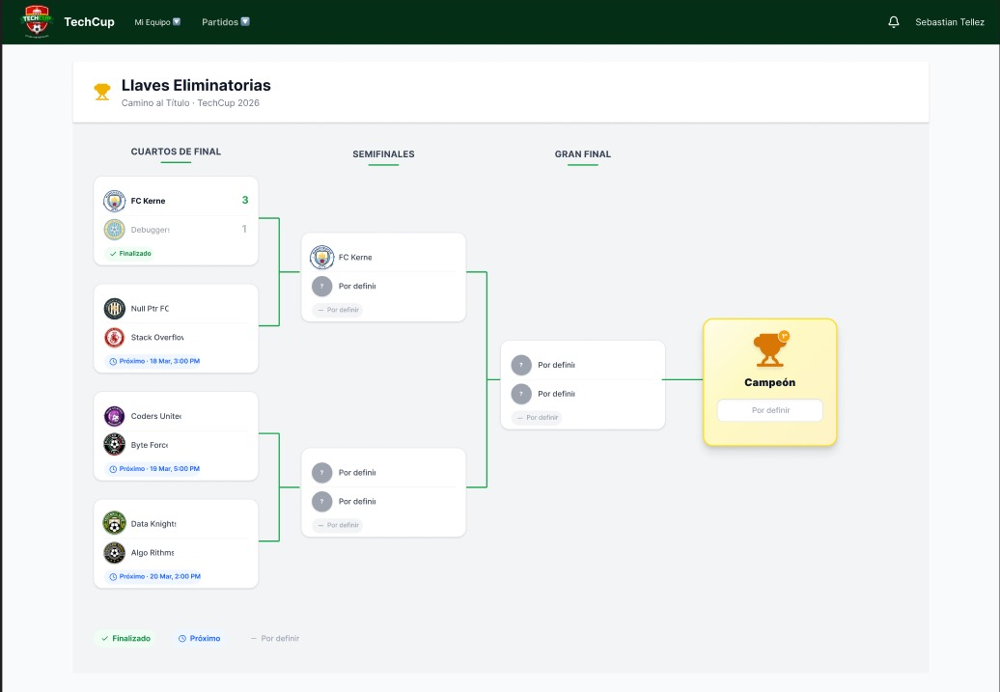 TECHCUP
TechCup
Mi Equipo
Partidos
Sebastian Tellez
Llaves Eliminatorias
Camino al Título · TechCup 2026
CUARTOS DE FINAL
SEMIFINALES
GRAN FINAL
FC Kerne
3
Debuggers
1
Finalizado
Null Ptr FC
Stack Overflow
Próximo · 18 Mar, 3:00 PM
Coders United
Byte Force
Próximo · 19 Mar, 5:00 PM
Data Knights
Algo Rithms
Próximo · 20 Mar, 2:00 PM
FC Kerne
? Por definir
— Por definir
? Por definir
? Por definir
— Por definir
? Por definir
? Por definir
— Por definir
Campeón
Por definir
Finalizado
Próximo
— Por definir